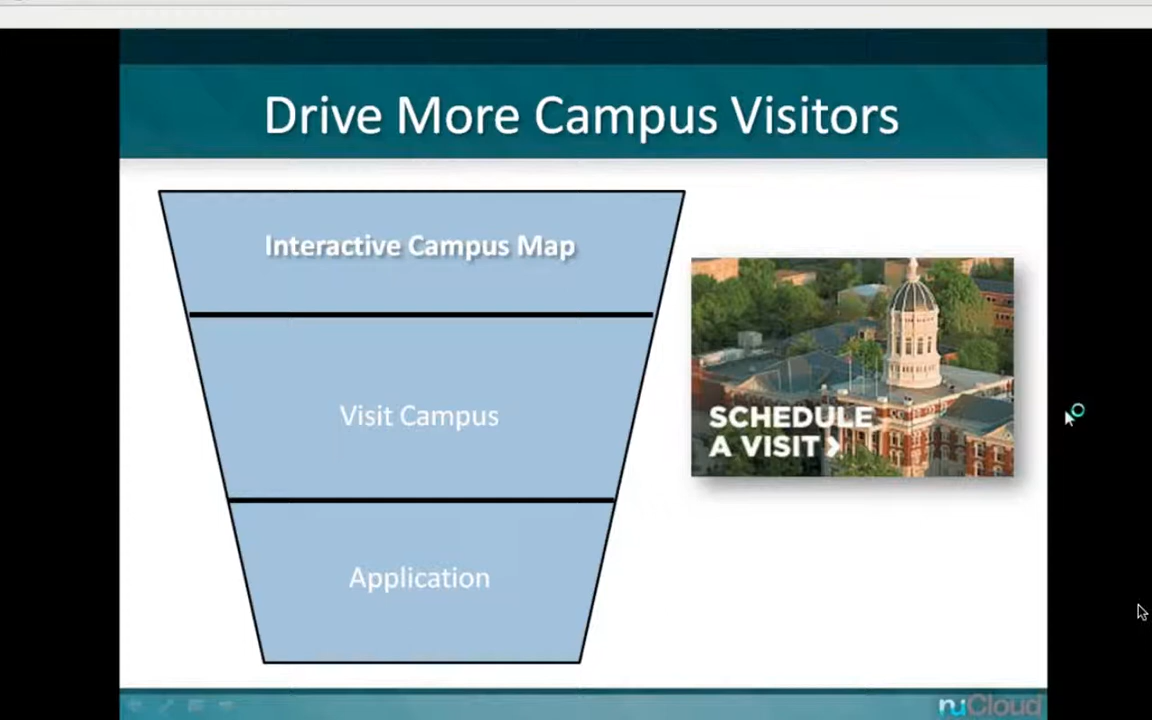 Drive More Campus Visitors
Interactive Campus Map
Visit Campus
Application
SCHEDULE
A VISIT >
nuCloud